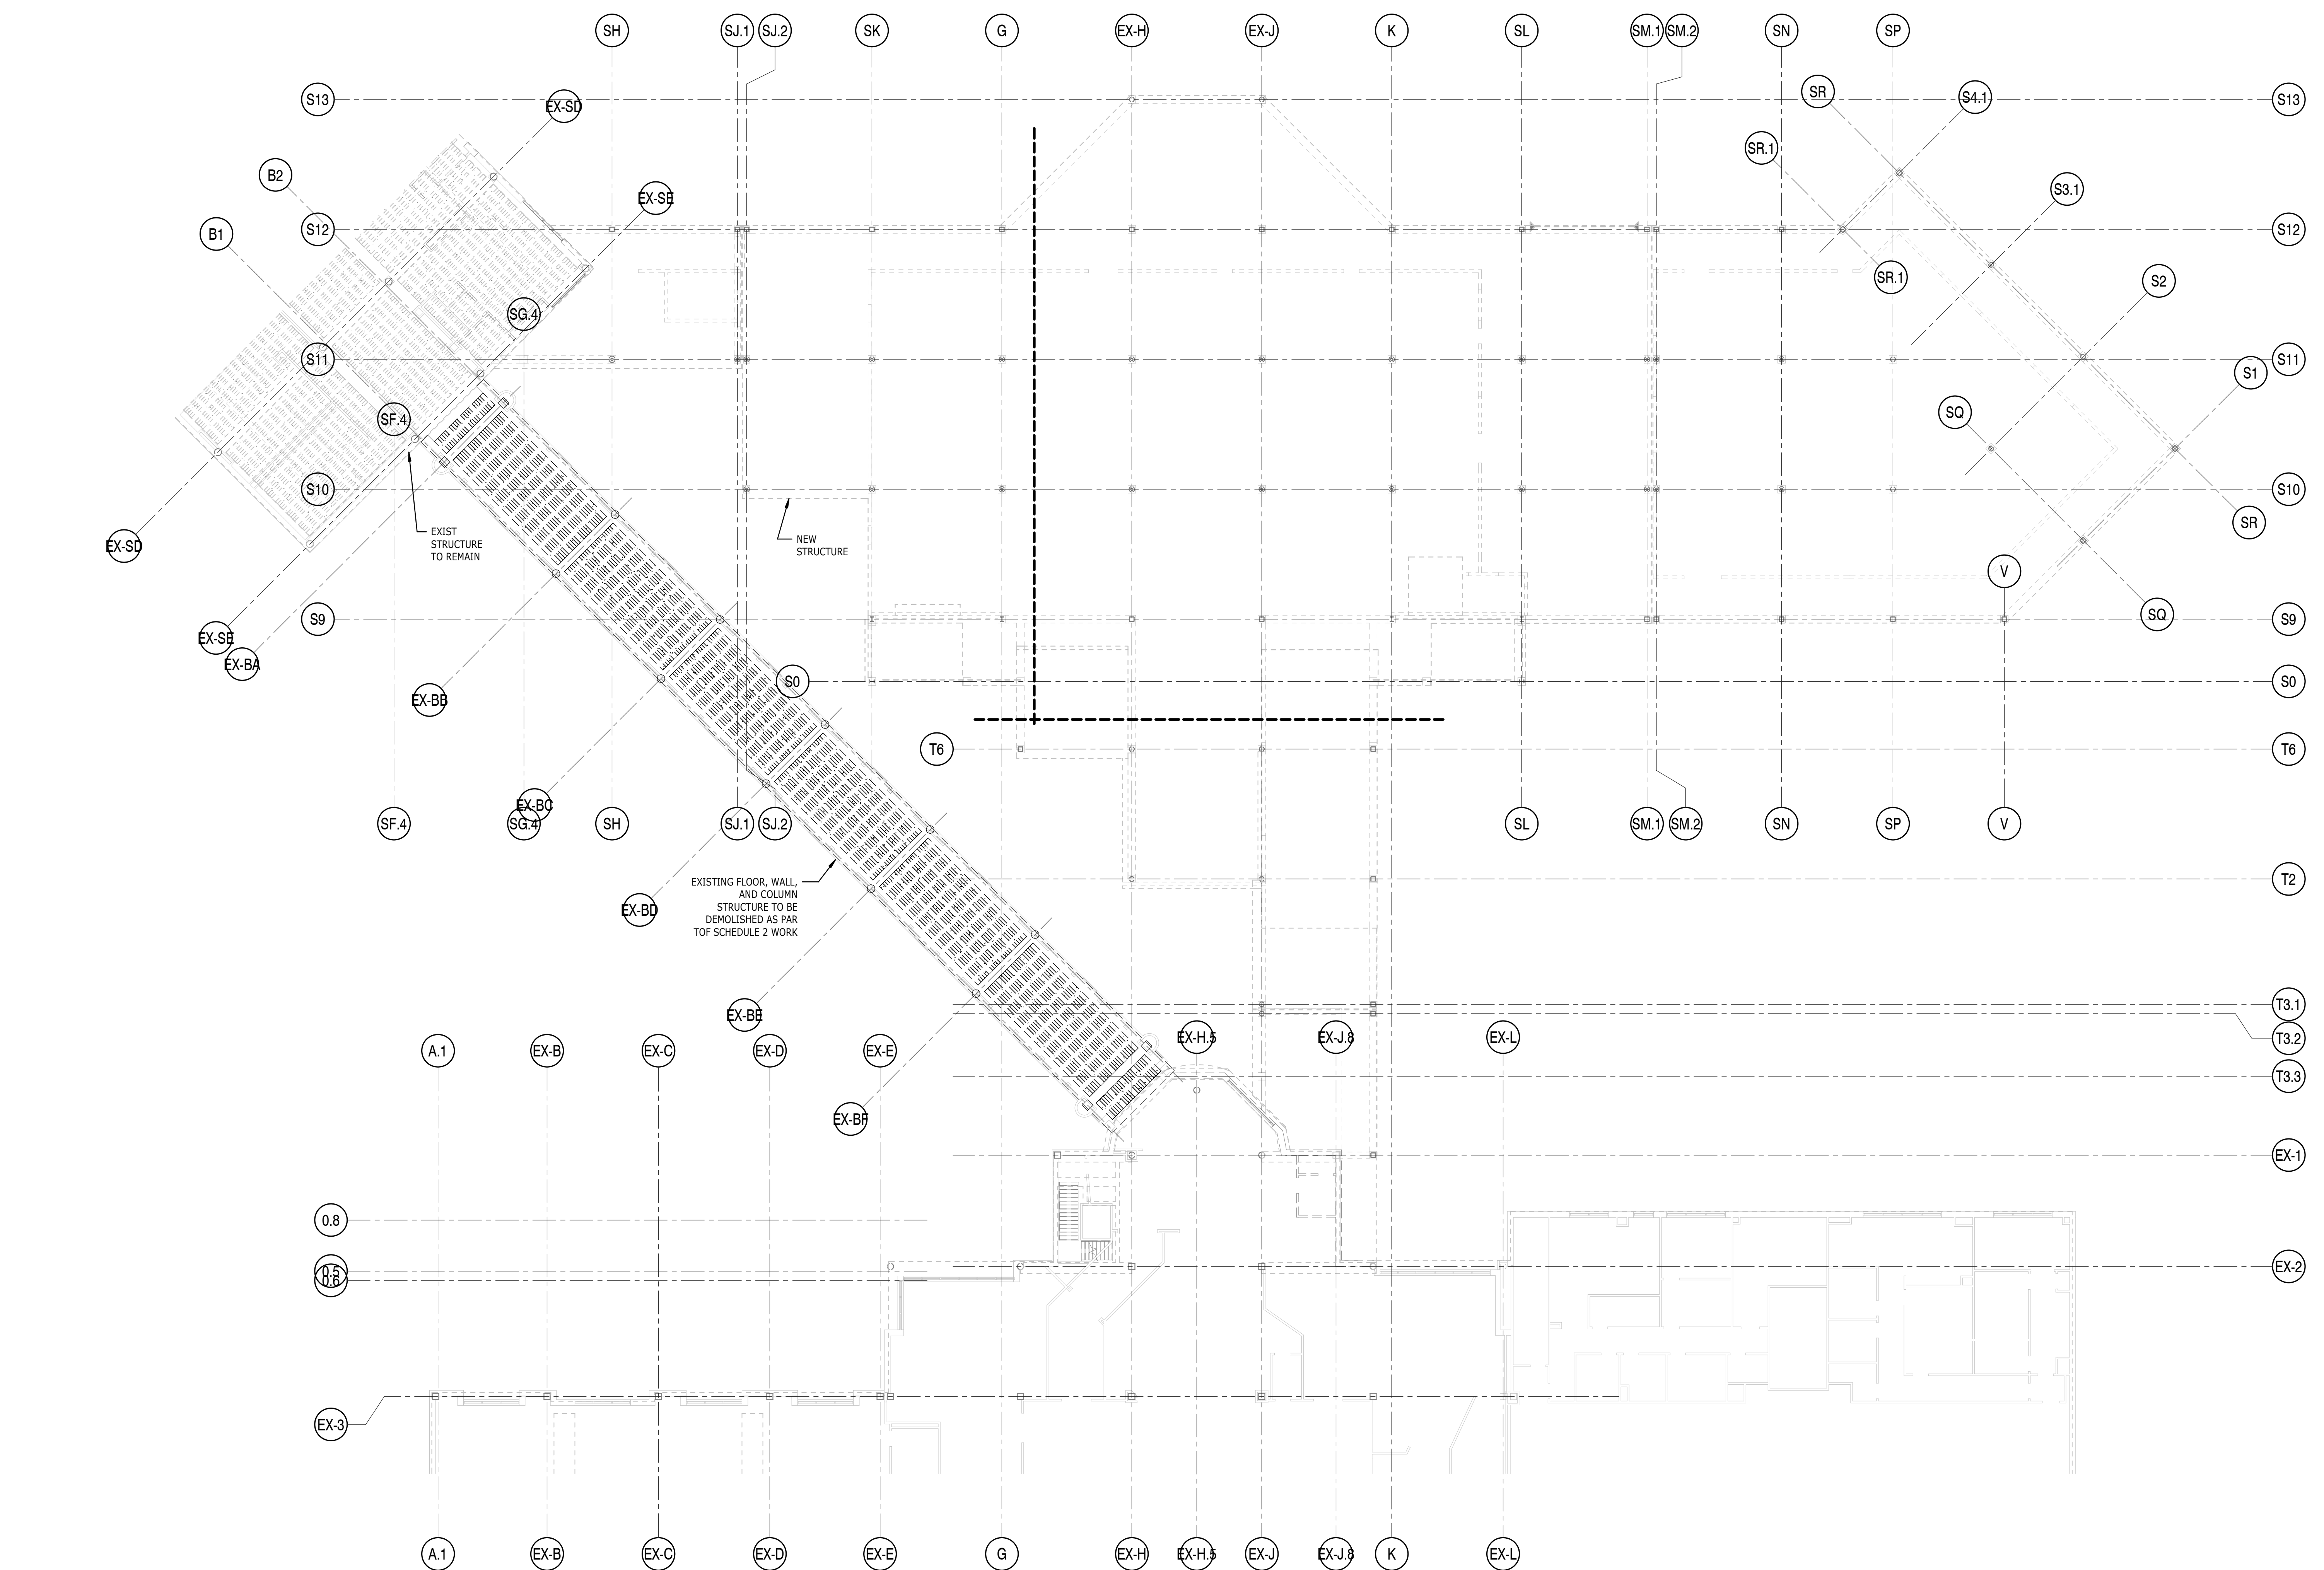 SH SJ.1 SJ.2 SK G EX-H EX-J K SL SM.1 SM.2 SN SP
SR S4.1
S13 EX-SD S13
SR.1
B2 EX-SE S3.1
B1 S12 S12
SR.1 S2
SG.4
S11 S11
S1
SF.4 SQ
S10 S10
SR
EXIST
STRUCTURE
TO REMAIN
NEW
STRUCTURE
EX-SD
V
S9 S9
SQ
EX-SE
EX-BA
S0 S0
EX-BB
T6 T6
EX-BC
SF.4 SG.4 SH SJ.1 SJ.2 SL SM.1 SM.2 SN SP V
EXISTING FLOOR, WALL,
AND COLUMN
STRUCTURE TO BE
DEMOLISHED AS PAR
TOF SCHEDULE 2 WORK
T2
EX-BD
T3.1
EX-BE
EX-H.5 EX-J.8 EX-L T3.2
A.1 EX-B EX-C EX-D EX-E
T3.3
EX-BF
EX-1
0.8
0.5
0.6
EX-2
EX-3
A.1 EX-B EX-C EX-D EX-E G EX-H EX-H.5 EX-J EX-J.8 K EX-L